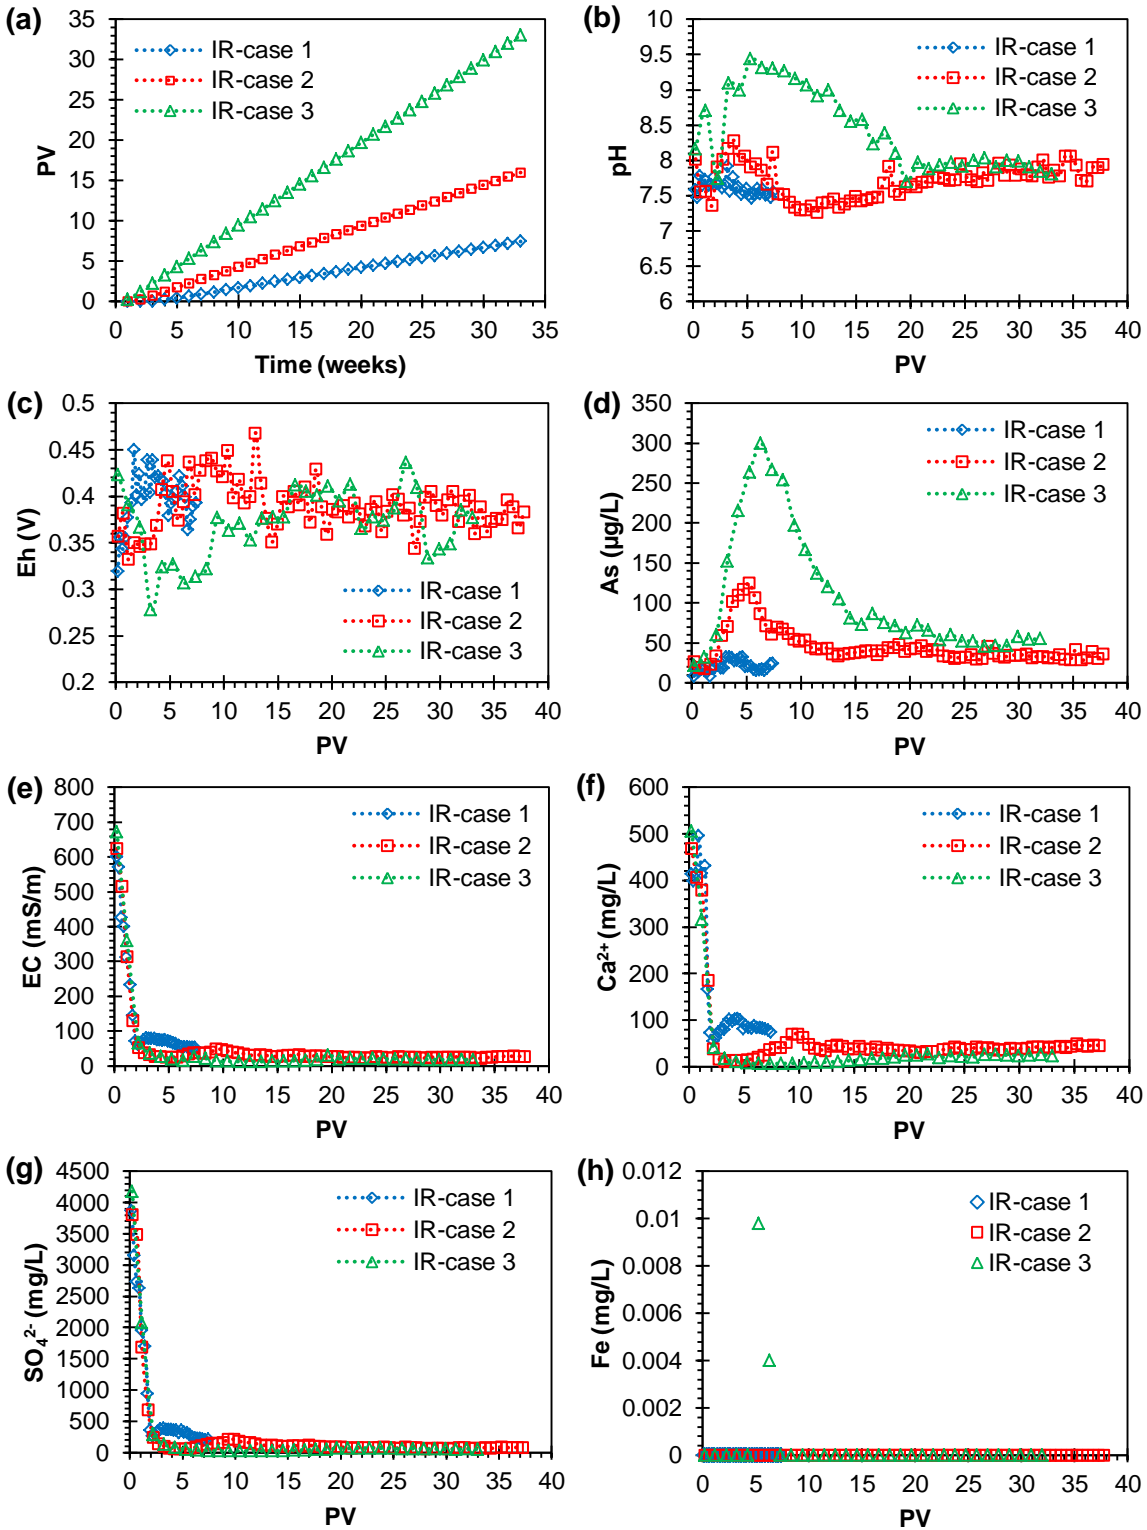 (a)
35
30
25
20
15
10
5
0
PV
IR-case 1
IR-case 2
IR-case 3
0 5 10 15 20 25 30 35
Time (weeks)
(b)
10
9.5
9
8.5
8
7.5
7
6.5
6
pH
IR-case 1
IR-case 2
IR-case 3
0 5 10 15 20 25 30 35 40
PV
(c)
0.5
0.45
0.4
0.35
0.3
0.25
0.2
Eh (V)
IR-case 1
IR-case 2
IR-case 3
0 5 10 15 20 25 30 35 40
PV
(d)
350
300
250
200
150
100
50
0
As (µg/L)
IR-case 1
IR-case 2
IR-case 3
0 5 10 15 20 25 30 35 40
PV
(e)
800
700
600
500
400
300
200
100
0
EC (mS/m)
IR-case 1
IR-case 2
IR-case 3
0 5 10 15 20 25 30 35 40
PV
(f)
600
500
400
300
200
100
0
Ca²⁺ (mg/L)
IR-case 1
IR-case 2
IR-case 3
0 5 10 15 20 25 30 35 40
PV
(g)
4500
4000
3500
3000
2500
2000
1500
1000
500
0
SO₄²⁻ (mg/L)
IR-case 1
IR-case 2
IR-case 3
0 5 10 15 20 25 30 35 40
PV
(h)
0.012
0.01
0.008
0.006
0.004
0.002
0
Fe (mg/L)
IR-case 1
IR-case 2
IR-case 3
0 5 10 15 20 25 30 35 40
PV